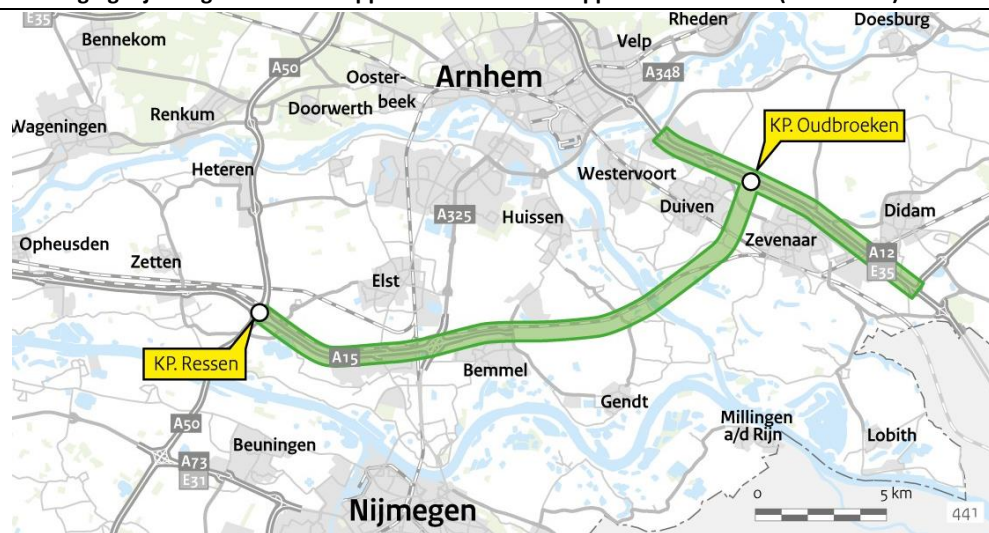 E35
Bennekom
Rheden
Doesburg
Velp
A50
Ooster-
beek
Arnhem
A348
Renkum
Doorwerth
Wageningen
KP. Oudbroeken
Heteren
Westervoort
A325
Huissen
Duiven
Didam
Opheusden
Zetten
Zevenaar
Elst
A12
E35
KP. Ressen
A15
Bemmel
Gendt
Millingen
a/d Rijn
Lobith
A50
Beuningen
A73
E31
Nijmegen
0 5 km
441